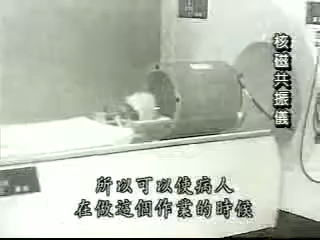 核磁共振儀
所以可以使病人
在做這個作業的時候